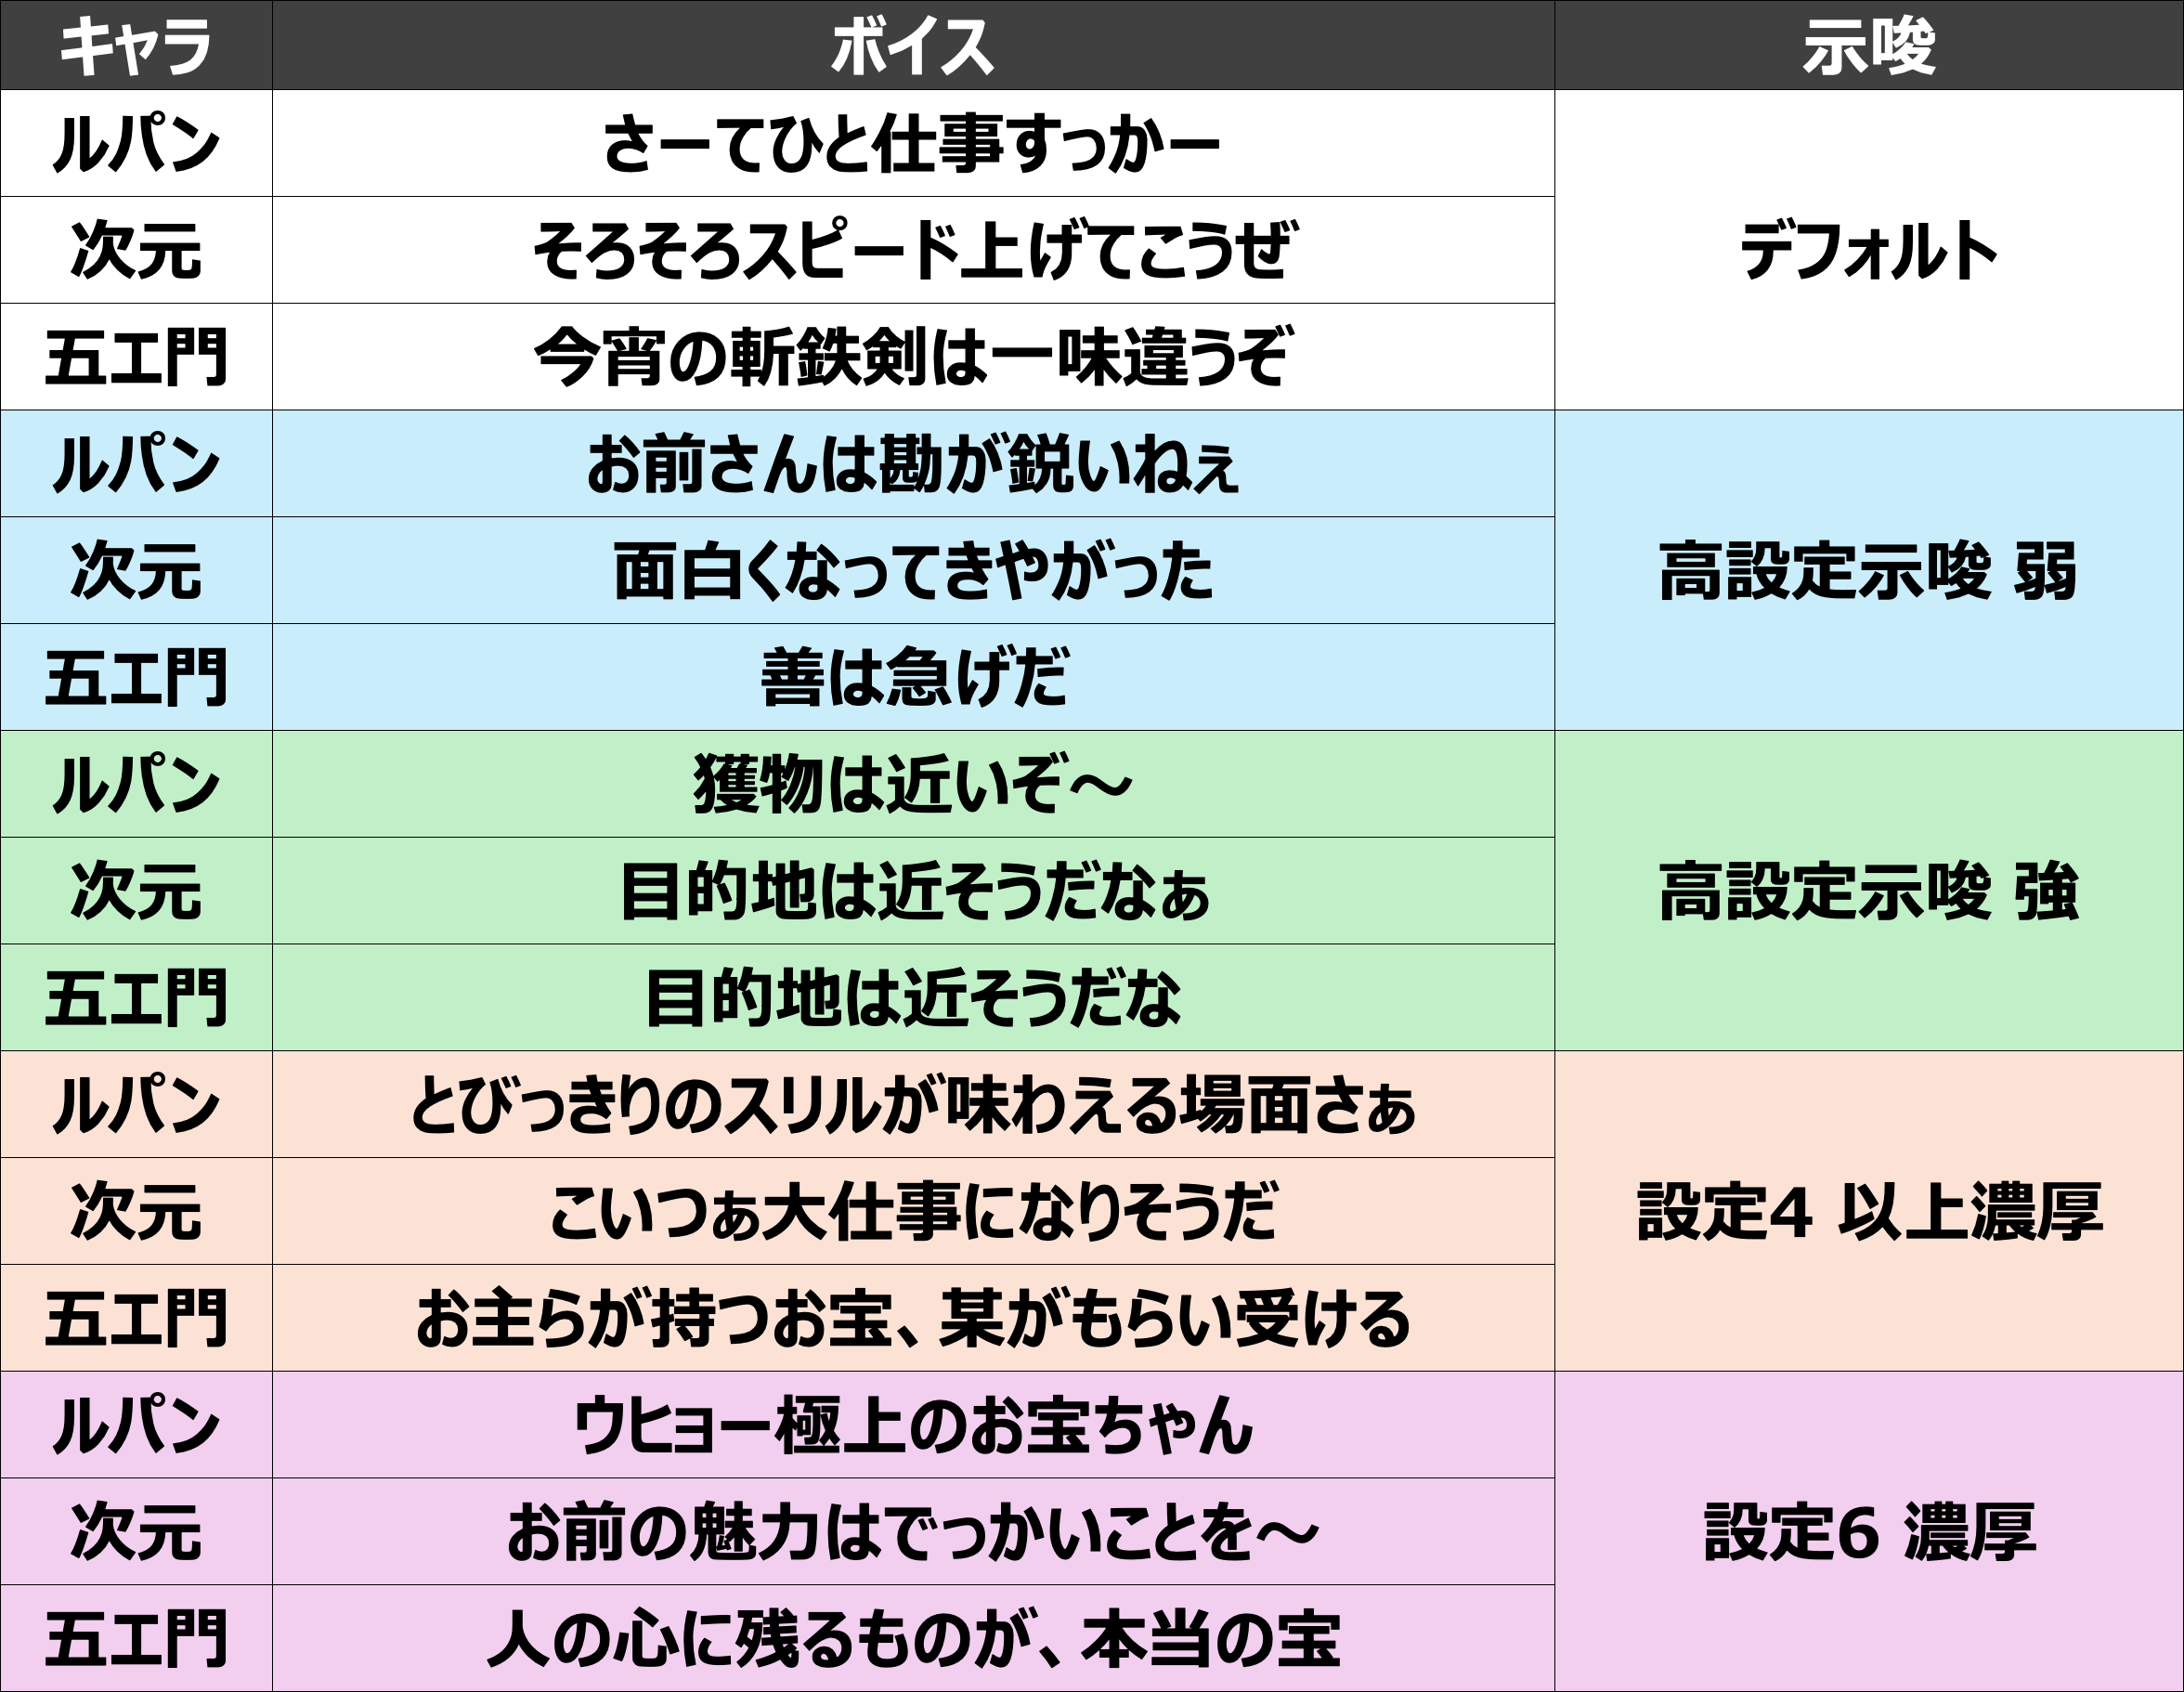 キャラ ボイス 示唆
ルパン さーてひと仕事すっかー
次元 そろそろスピード上げてこうぜ デフォルト
五エ門 今宵の斬鉄剣は一味違うぞ
ルパン お前さんは勘が鋭いねぇ
次元 面白くなってきやがった 高設定示唆 弱
五エ門 善は急げだ
ルパン 獲物は近いぞ～
次元 目的地は近そうだなぁ 高設定示唆 強
五エ門 目的地は近そうだな
ルパン とびっきりのスリルが味わえる場面さぁ
次元 こいつぁ大仕事になりそうだ 設定4 以上濃厚
五エ門 お主らが持つお宝、某がもらい受ける
ルパン ウヒョー極上のお宝ちゃん
次元 お前の魅力はでっかいことを～ 設定6 濃厚
五エ門 人の心に残るものが、本当の宝